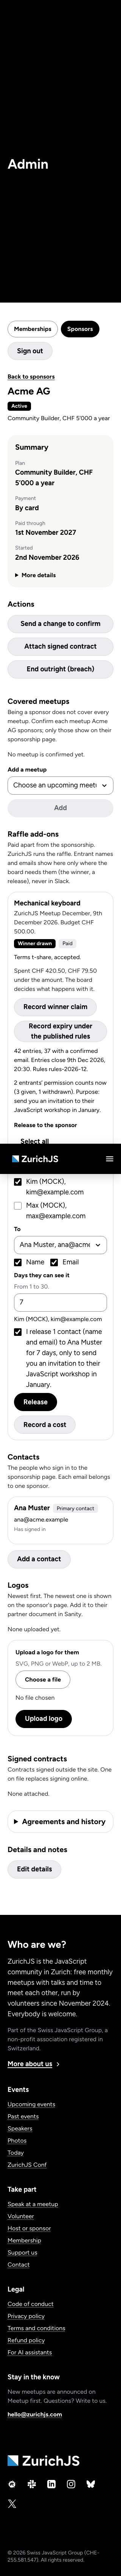 Admin
Memberships
Sponsors
Sign out
Back to sponsors
Acme AG
Active
Community Builder, CHF 5'000 a year
Summary
Plan
Community Builder, CHF
5'000 a year
Payment
By card
Paid through
1st November 2027
Started
2nd November 2026
More details
Actions
Send a change to confirm
Attach signed contract
End outright (breach)
Covered meetups
Being a sponsor does not cover every
meetup. Confirm each meetup Acme
AG sponsors; only those show on their
sponsorship page.
No meetup is confirmed yet.
Add a meetup
Choose an upcoming meet
Add
Raffle add-ons
Paid apart from the sponsorship.
ZurichJS runs the raffle. Entrant names
and emails show here only where the
add needs them (the winner, a
release), never in Slack.
Mechanical keyboard
ZurichJS Meetup December, 9th
December 2026. Budget CHF
500.00.
Winner drawn
Paid
Terms t-share, accepted.
Spent CHF 420.50, CHF 79.50
under the amount. The board
decides what happens with it.
Record winner claim
Record expiry under
the published rules
42 entries, 37 with a confirmed
email. Entries close 9th Dec 2026,
20:30. Rules rules-2026-12.
2 entrants' permission counts now
(3 given, 1 withdrawn). Purpose:
send you an invitation to their
JavaScript workshop in January.
Release to the sponsor
Select all
ZurichJS
Kim (MOCK),
kim@example.com
Max (MOCK),
max@example.com
To
Ana Muster, ana@acme
Name
Email
Days they can see it
From 1 to 30.
7
Kim (MOCK), kim@example.com
I release 1 contact (name
and email) to Ana Muster
for 7 days, only to send
you an invitation to their
JavaScript workshop in
January.
Release
Record a cost
Contacts
The people who sign in to the
sponsorship page. Each email belongs
to one sponsor.
Ana Muster
Primary contact
ana@acme.example
Has signed in
Add a contact
Logos
Newest first. The newest one is shown
on the sponsor's page. Add it to their
partner document in Sanity.
None uploaded yet.
Upload a logo for them
SVG, PNG or WebP, up to 2 MB.
Choose a file
No file chosen
Upload logo
Signed contracts
Contracts signed outside the site. One
on file replaces signing online.
None attached.
Agreements and history
Details and notes
Edit details
Who are we?
ZurichJS is the JavaScript
community in Zurich: free monthly
meetups with talks and time to
meet each other, run by
volunteers since November 2024.
Everybody is welcome.
Part of the Swiss JavaScript Group, a
non-profit association registered in
Switzerland.
More about us
Events
Upcoming events
Past events
Speakers
Photos
Today
ZurichJS Conf
Take part
Speak at a meetup
Volunteer
Host or sponsor
Membership
Support us
Contact
Legal
Code of conduct
Privacy policy
Terms and conditions
Refund policy
For AI assistants
Stay in the know
New meetups are announced on
Meetup first. Questions? Write to us.
hello@zurichjs.com
ZurichJS
© 2026 Swiss JavaScript Group (CHE-
255.581.547). All rights reserved.